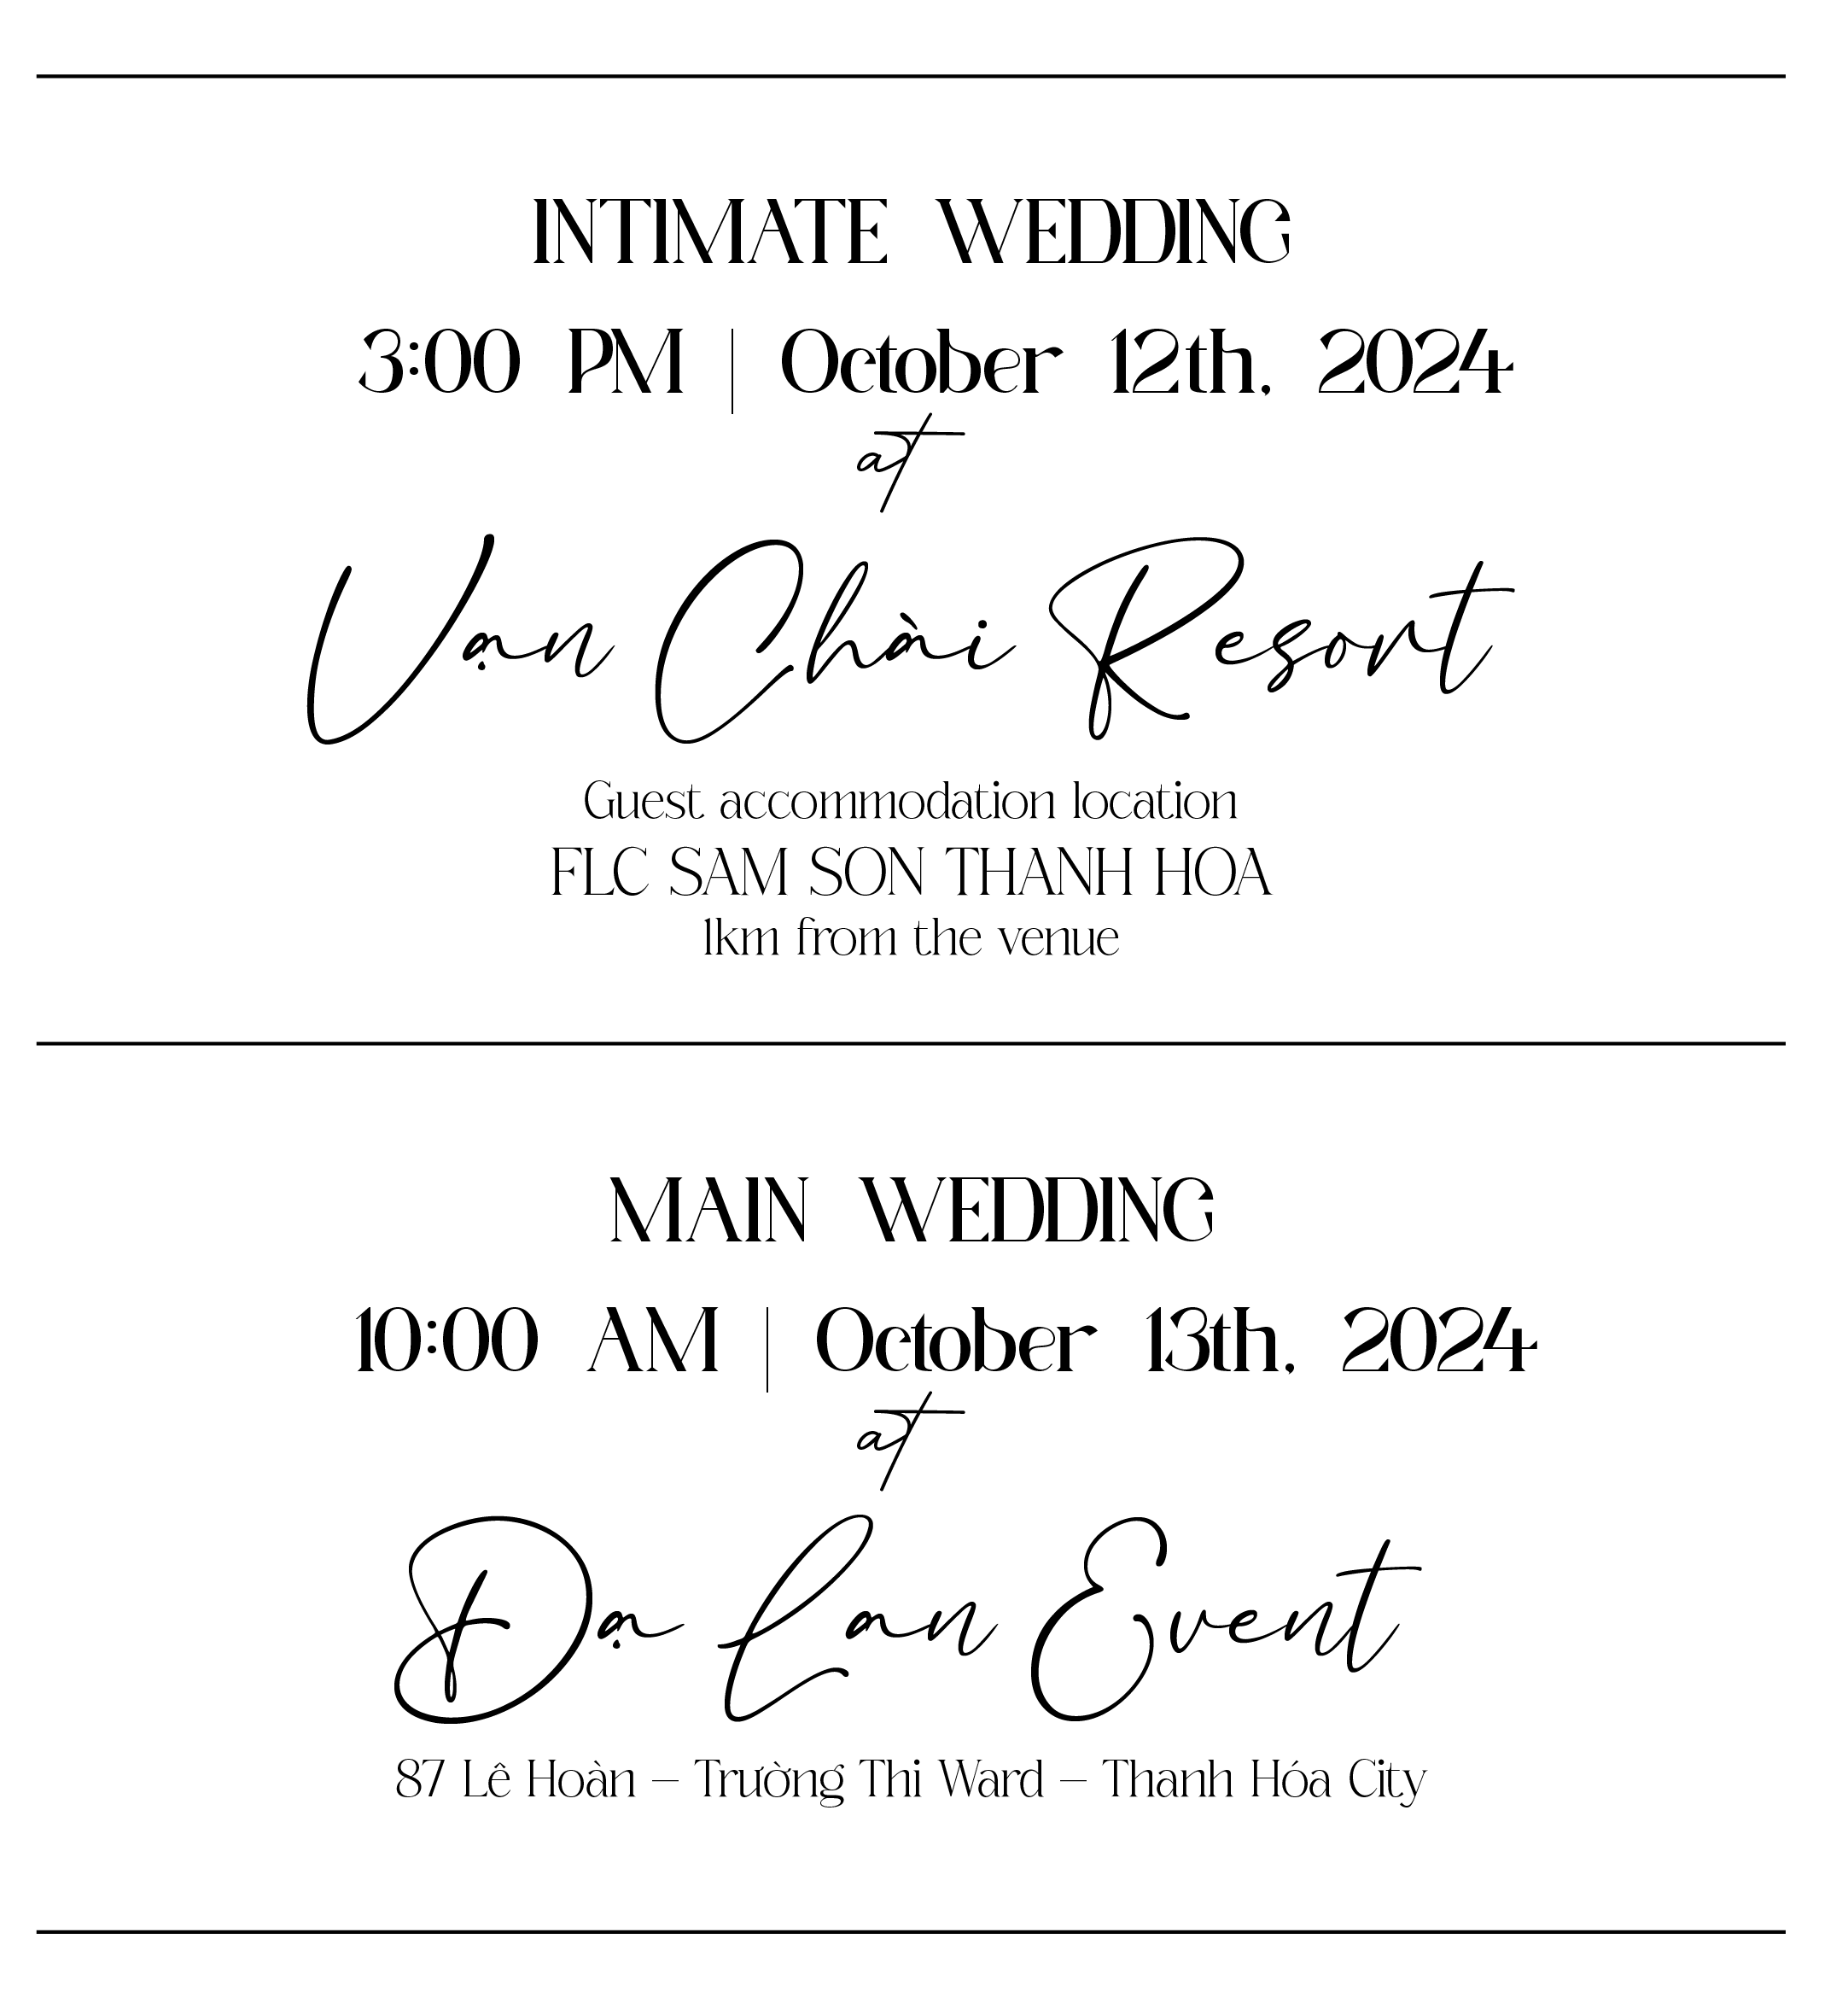 INTIMATE WEDDING
3:00 PM | October 12th, 2024
at
Vạn Chài Resort
Guest accommodation location
FLC SAM SON THANH HOA
1km from the venue
MAIN WEDDING
10:00 AM | October 13th, 2024
at
Dạ Lan Event
87 Lê Hoàn – Trường Thi Ward – Thanh Hóa City